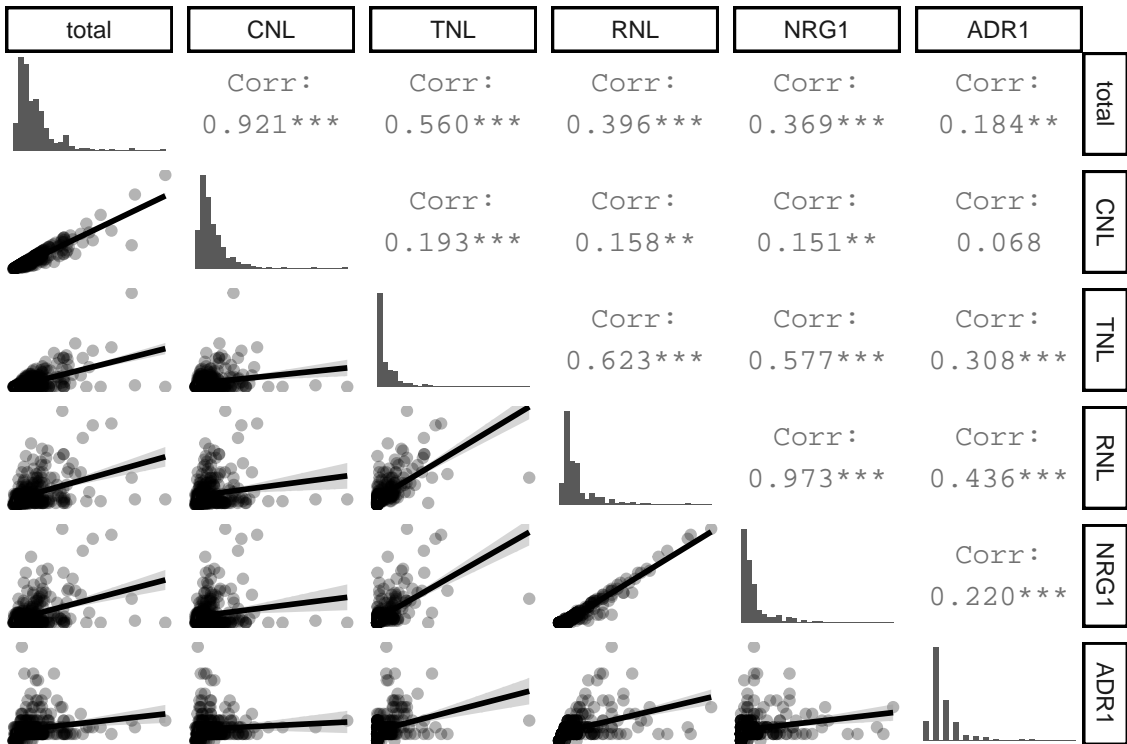 total CNL TNL RNL NRG1 ADR1
Corr: Corr: Corr: Corr: Corr:
0.921*** 0.560*** 0.396*** 0.369*** 0.184**
total
Corr: Corr: Corr: Corr:
0.193*** 0.158** 0.151** 0.068
CNL
Corr: Corr: Corr:
0.623*** 0.577*** 0.308***
TNL
Corr: Corr:
0.973*** 0.436***
RNL
Corr:
0.220***
NRG1
ADR1